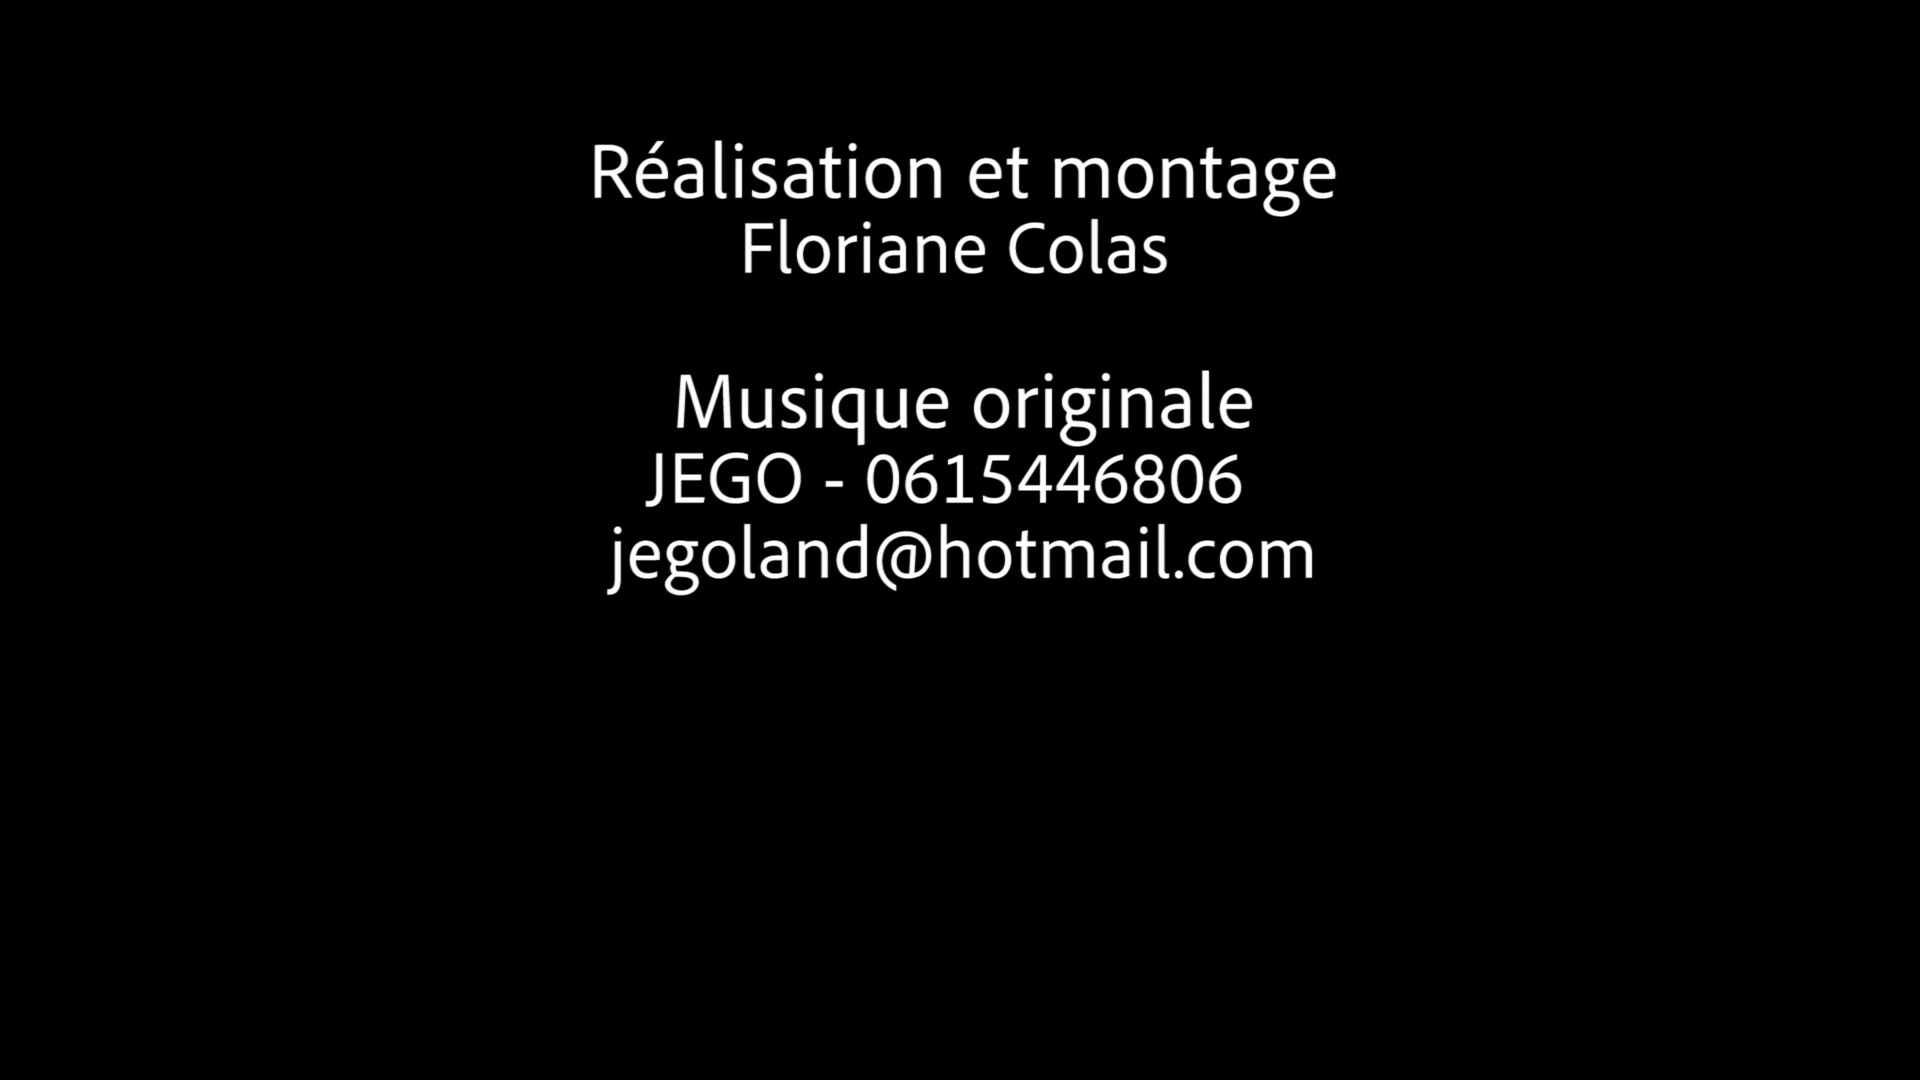 Réalisation et montage
Floriane Colas
Musique originale
JEGO - 0615446806
jegoland@hotmail.com